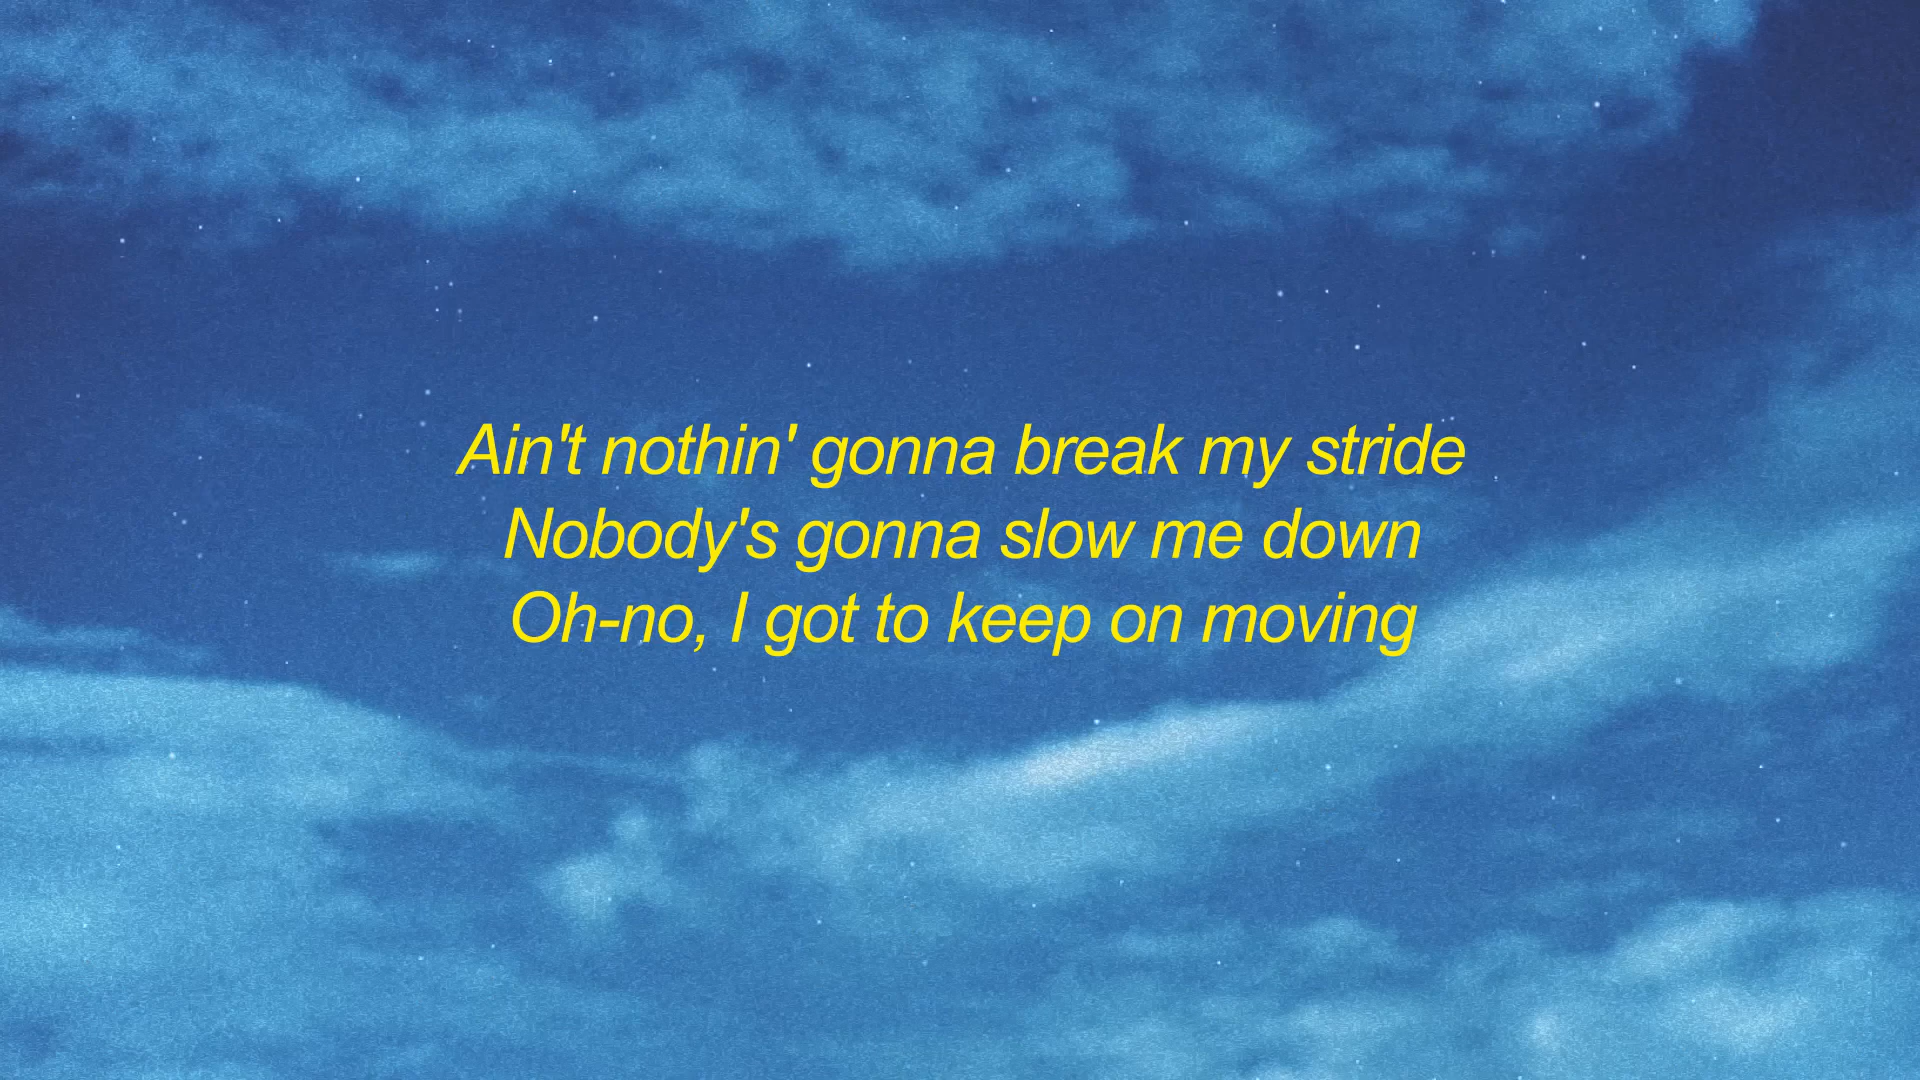 Ain't nothin' gonna break my stride
Nobody's gonna slow me down
Oh-no, I got to keep on moving